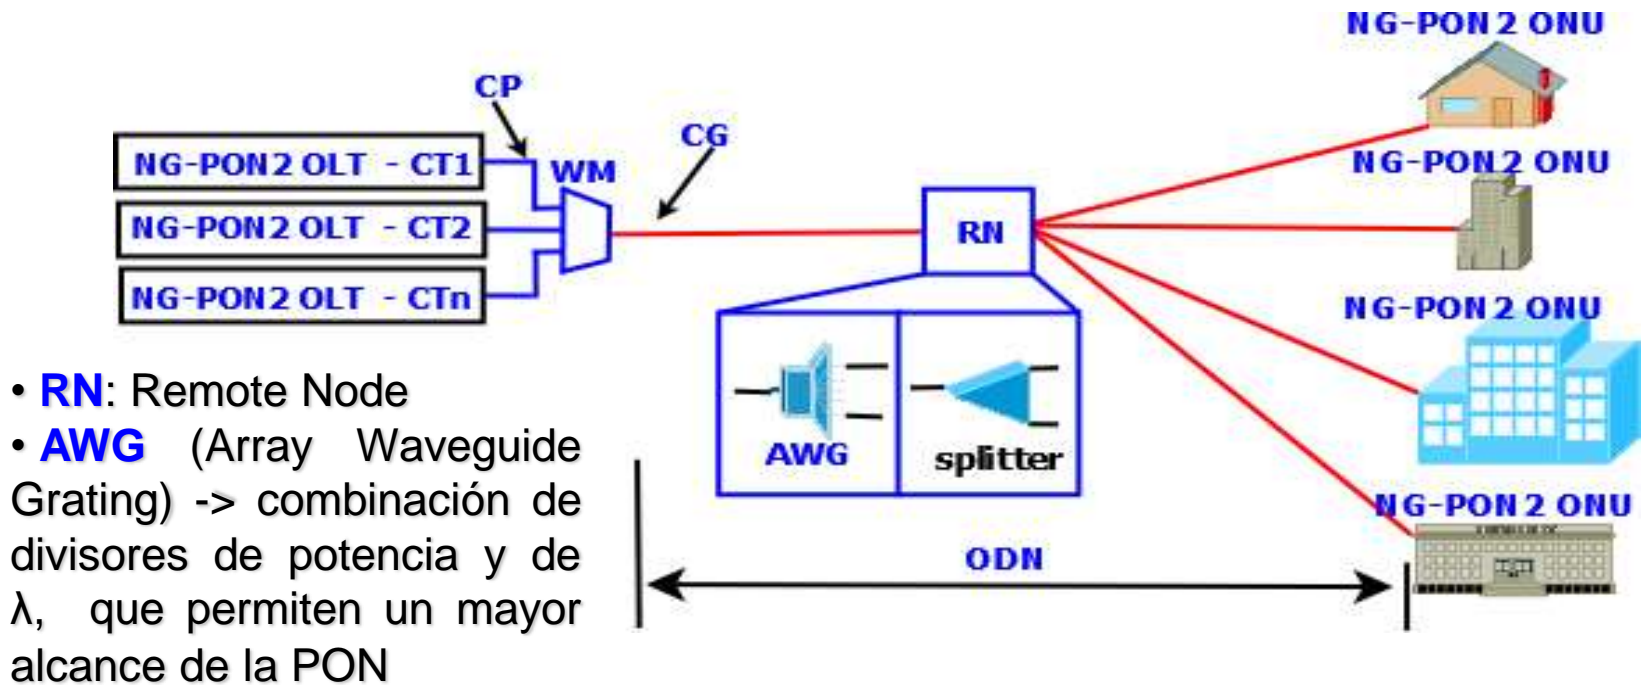 NG-PON2 ONU
CP
CG
NG-PON2 OLT - CT1
WM
NG-PON2 ONU
NG-PON2 OLT - CT2
RN
NG-PON2 OLT - CTn
NG-PON2 ONU
• RN: Remote Node
• AWG (Array Waveguide
Grating) -> combinación de
divisores de potencia y de
λ, que permiten un mayor
alcance de la PON
AWG
splitter
NG-PON2 ONU
ODN